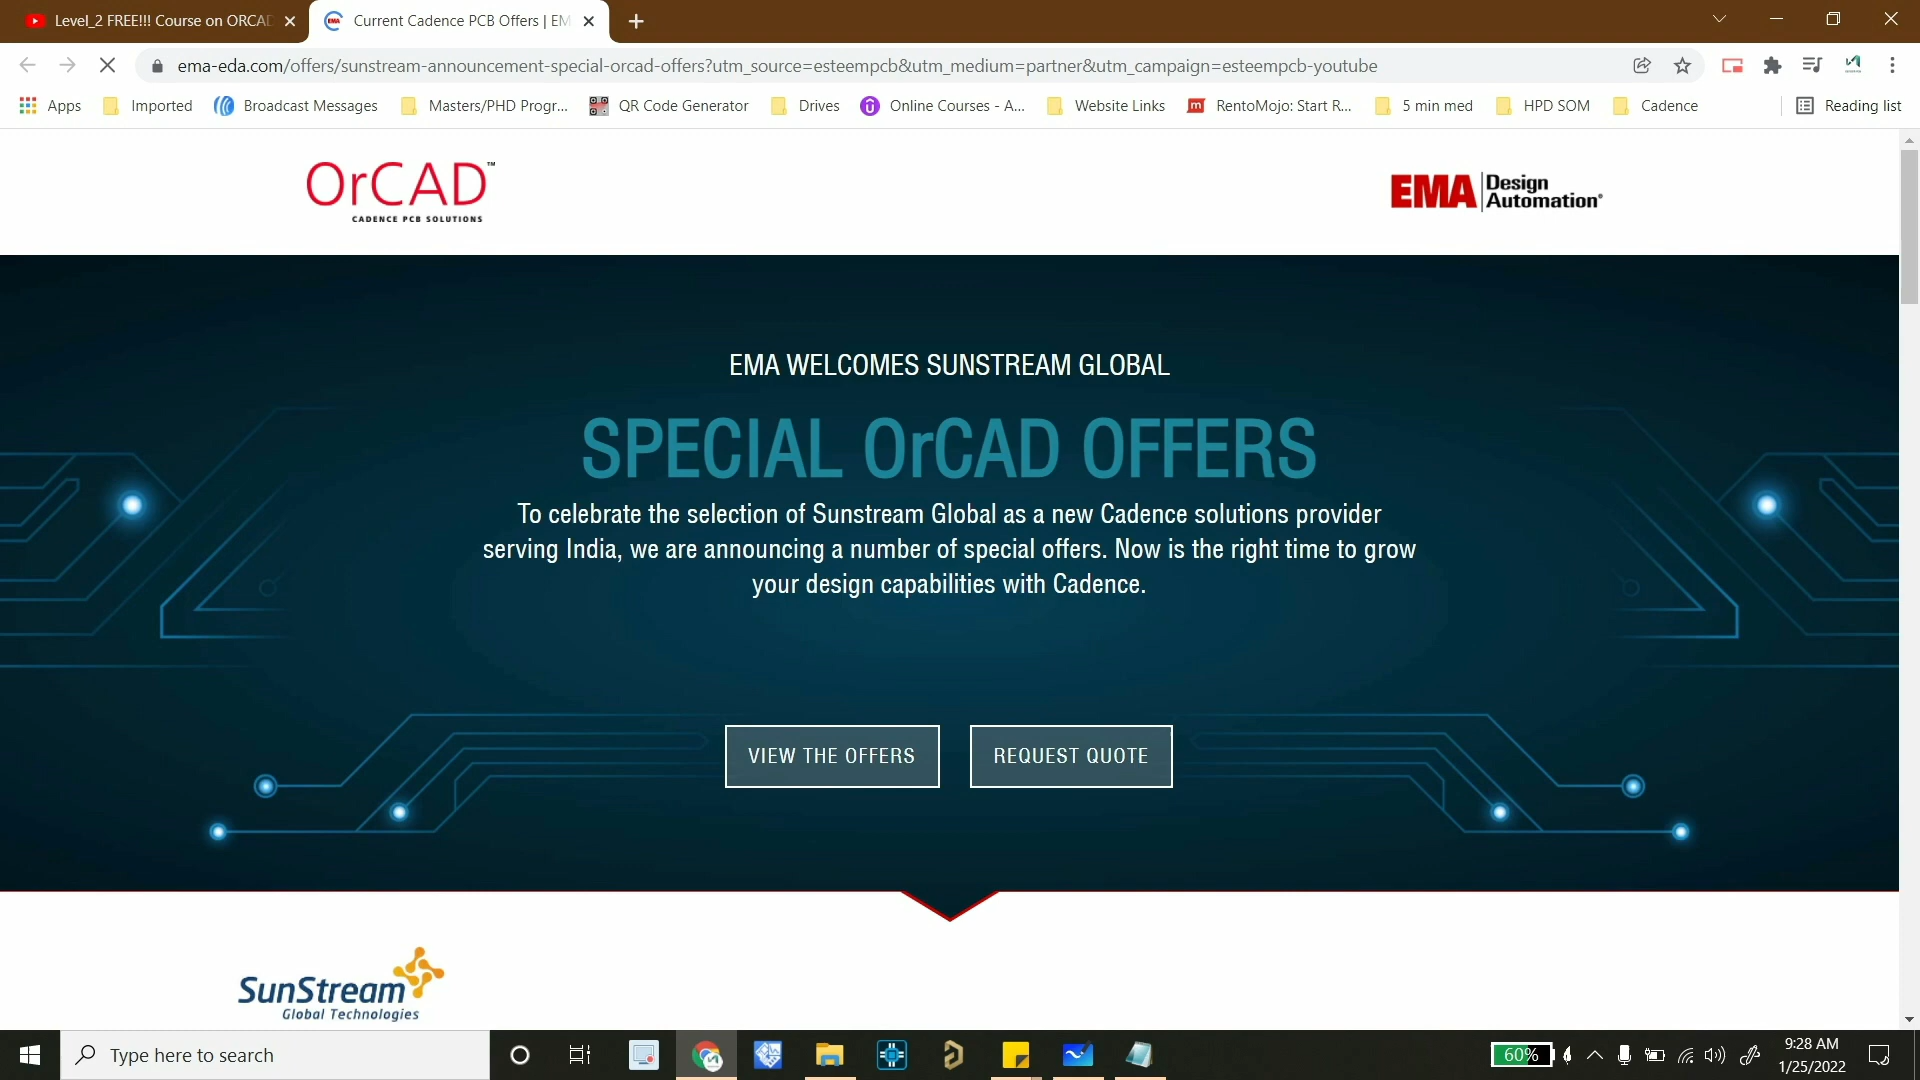 Level_2 FREE!!! Course on ORCAD
Current Cadence PCB Offers | EM
ema-eda.com/offers/sunstream-announcement-special-orcad-offers?utm_source=esteempcb&utm_medium=partner&utm_campaign=esteempcb-youtube
Apps Imported Broadcast Messages Masters/PHD Progr... QR Code Generator Drives Online Courses - A... Website Links RentoMojo: Start R... 5 min med HPD SOM Cadence Reading list
OrCAD™
CADENCE PCB SOLUTIONS
EMA Design Automation®
EMA WELCOMES SUNSTREAM GLOBAL
SPECIAL OrCAD OFFERS
To celebrate the selection of Sunstream Global as a new Cadence solutions provider
serving India, we are announcing a number of special offers. Now is the right time to grow
your design capabilities with Cadence.
VIEW THE OFFERS
REQUEST QUOTE
SunStream
Global Technologies
Type here to search
60%
9:28 AM
1/25/2022